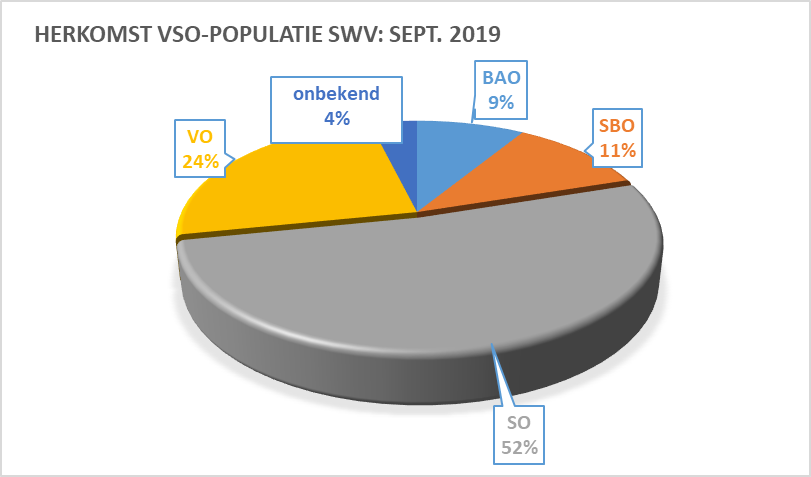 HERKOMST VSO-POPULATIE SWV: SEPT. 2019
onbekend
4%
BAO
9%
SBO
11%
VO
24%
SO
52%